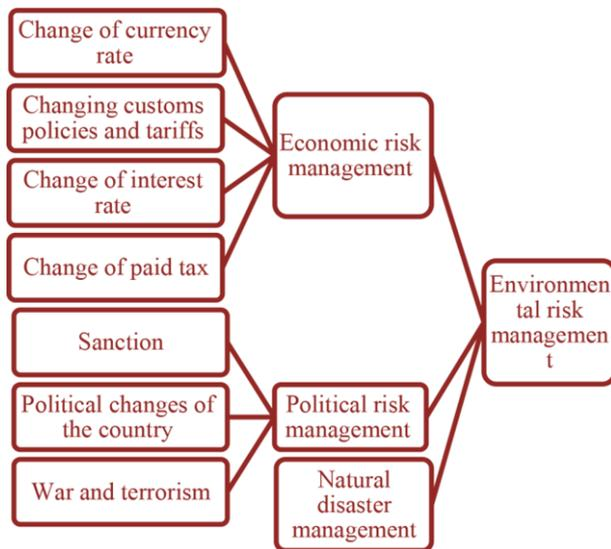 Change of currency
rate
Changing customs
policies and tariffs
Change of interest
rate
Change of paid tax
Sanction
Political changes of
the country
War and terrorism
Economic risk
management
Political risk
management
Natural
disaster
management
Environmen
tal risk
managemen
t